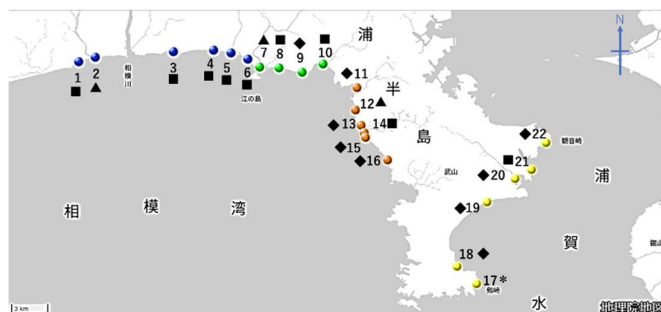 浦
N
7 8 9 10
1 2 相模川 3 4 5 6
江の島
11
半
12
13 14
島
22
観音崎
15
16
武山
20 21
浦
相 模 湾
19
賀
鋸山
18
17*
剱崎
水
3 km
地理院地図